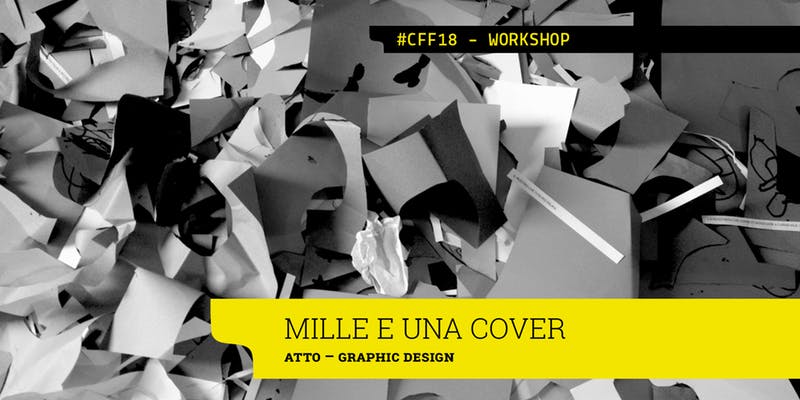 #CFF18 - WORKSHOP
MILLE E UNA COVER
ATTO – GRAPHIC DESIGN